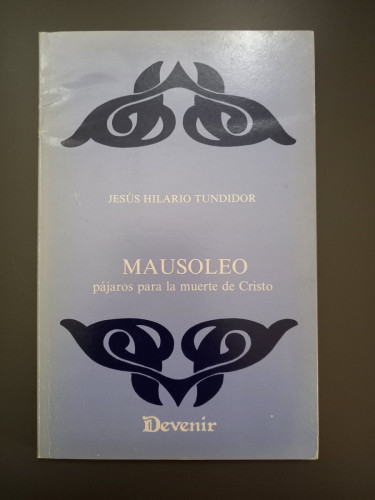 JESÚS HILARIO TUNDIDOR
MAUSOLEO
pájaros para la muerte de Cristo
Devenir